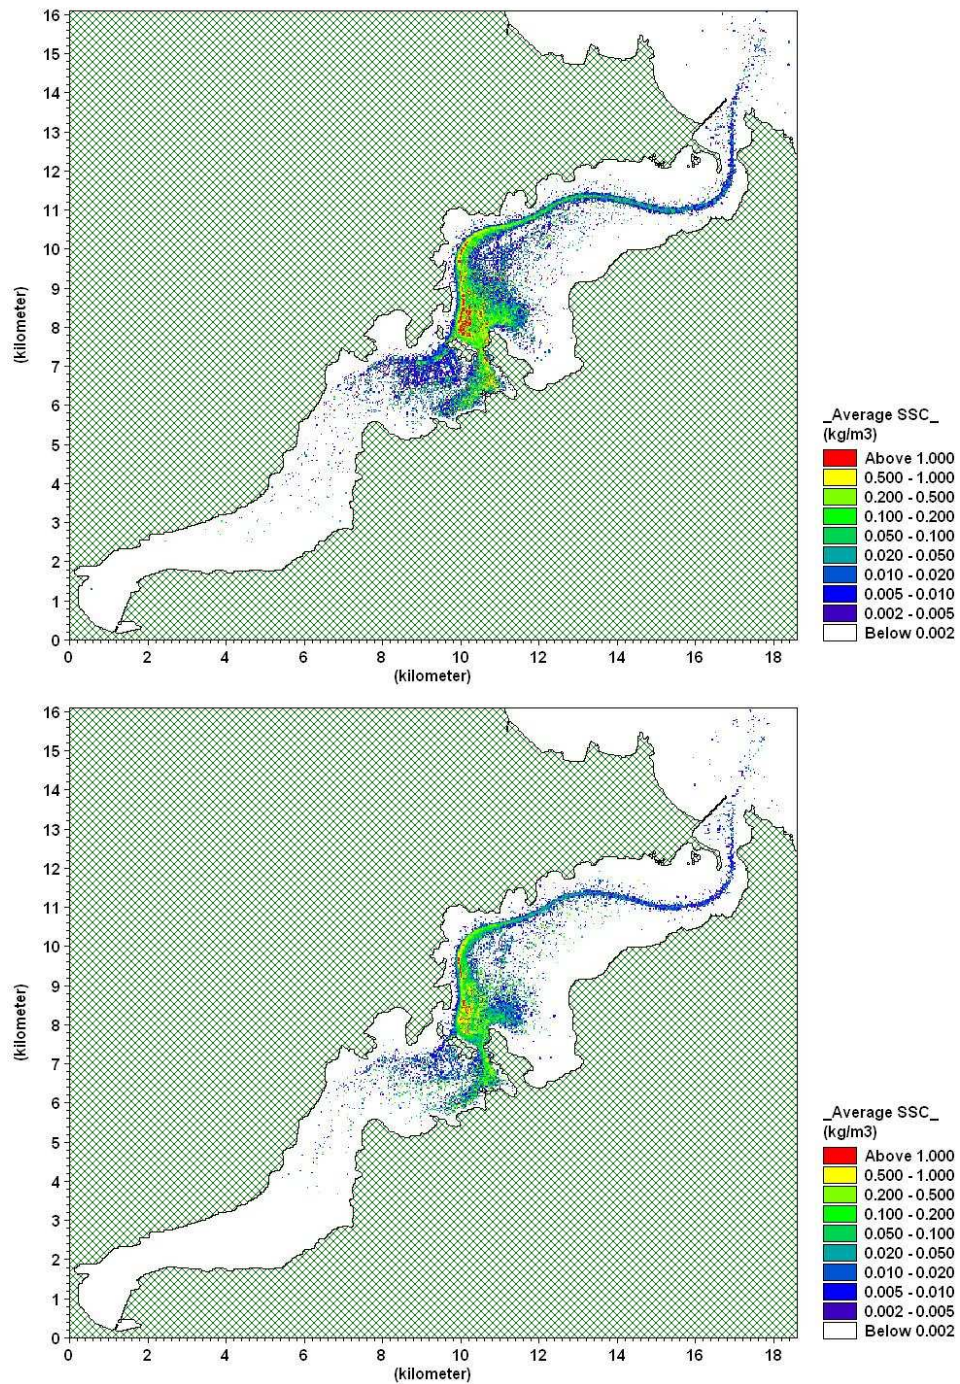 16
15
14
13
12
11
10
9
8
7
6
5
4
3
2
1
0
(kilometer)
0 2 4 6 8 10 12 14 16 18
(kilometer)
_Average SSC_
(kg/m3)
Above 1.000
0.500 - 1.000
0.200 - 0.500
0.100 - 0.200
0.050 - 0.100
0.020 - 0.050
0.010 - 0.020
0.005 - 0.010
0.002 - 0.005
Below 0.002
16
15
14
13
12
11
10
9
8
7
6
5
4
3
2
1
0
(kilometer)
0 2 4 6 8 10 12 14 16 18
(kilometer)
_Average SSC_
(kg/m3)
Above 1.000
0.500 - 1.000
0.200 - 0.500
0.100 - 0.200
0.050 - 0.100
0.020 - 0.050
0.010 - 0.020
0.005 - 0.010
0.002 - 0.005
Below 0.002